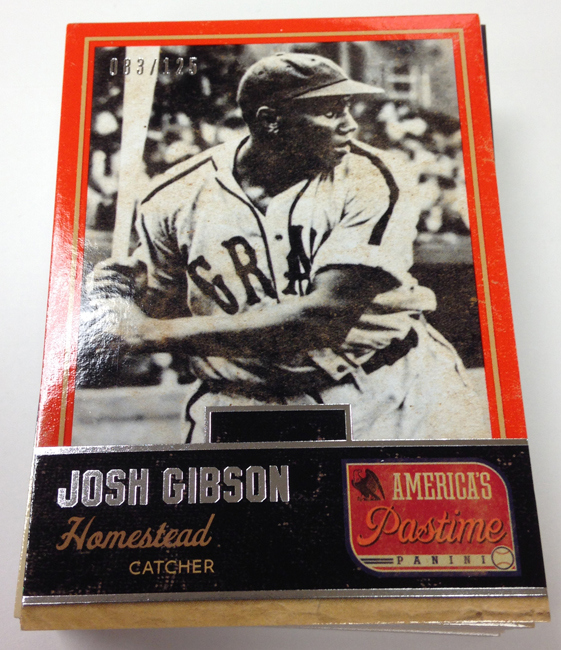 083/125
GRA
JOSH GIBSON
Homestead
CATCHER
AMERICA'S
Pastime
PANINI